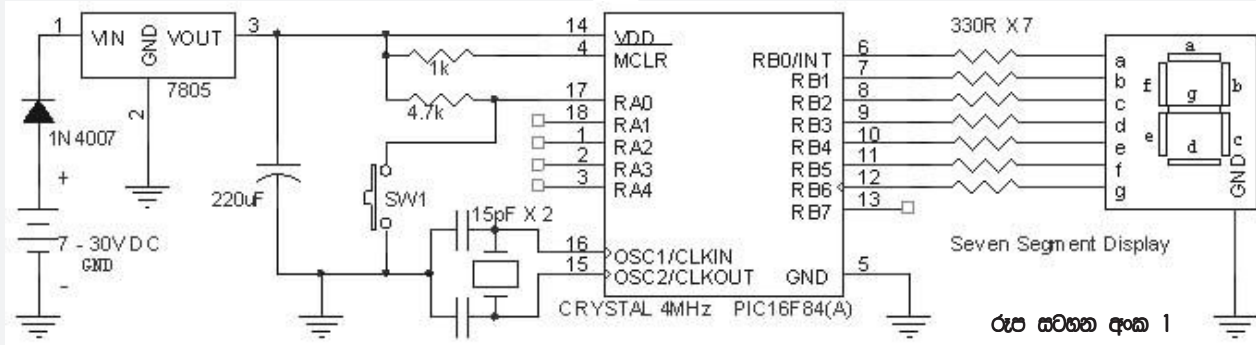 1
VIN
GND
VOUT
3
7805
2
1N4007
+
7 - 30VDC
GND
-
220uF
1k
4.7k
SW1
15pF X 2
14
4
17
18
1
2
3
16
15
VDD
MCLR
RA0
RA1
RA2
RA3
RA4
OSC1/CLKIN
OSC2/CLKOUT
RB0/INT
RB1
RB2
RB3
RB4
RB5
RB6
RB7
GND
6
7
8
9
10
11
12
13
5
CRYSTAL 4MHz
PIC16F84(A)
330R X 7
a
b
c
d
e
f
g
a
f
b
g
e
c
d
GND
Seven Segment Display
රූප සටහන අංක 1